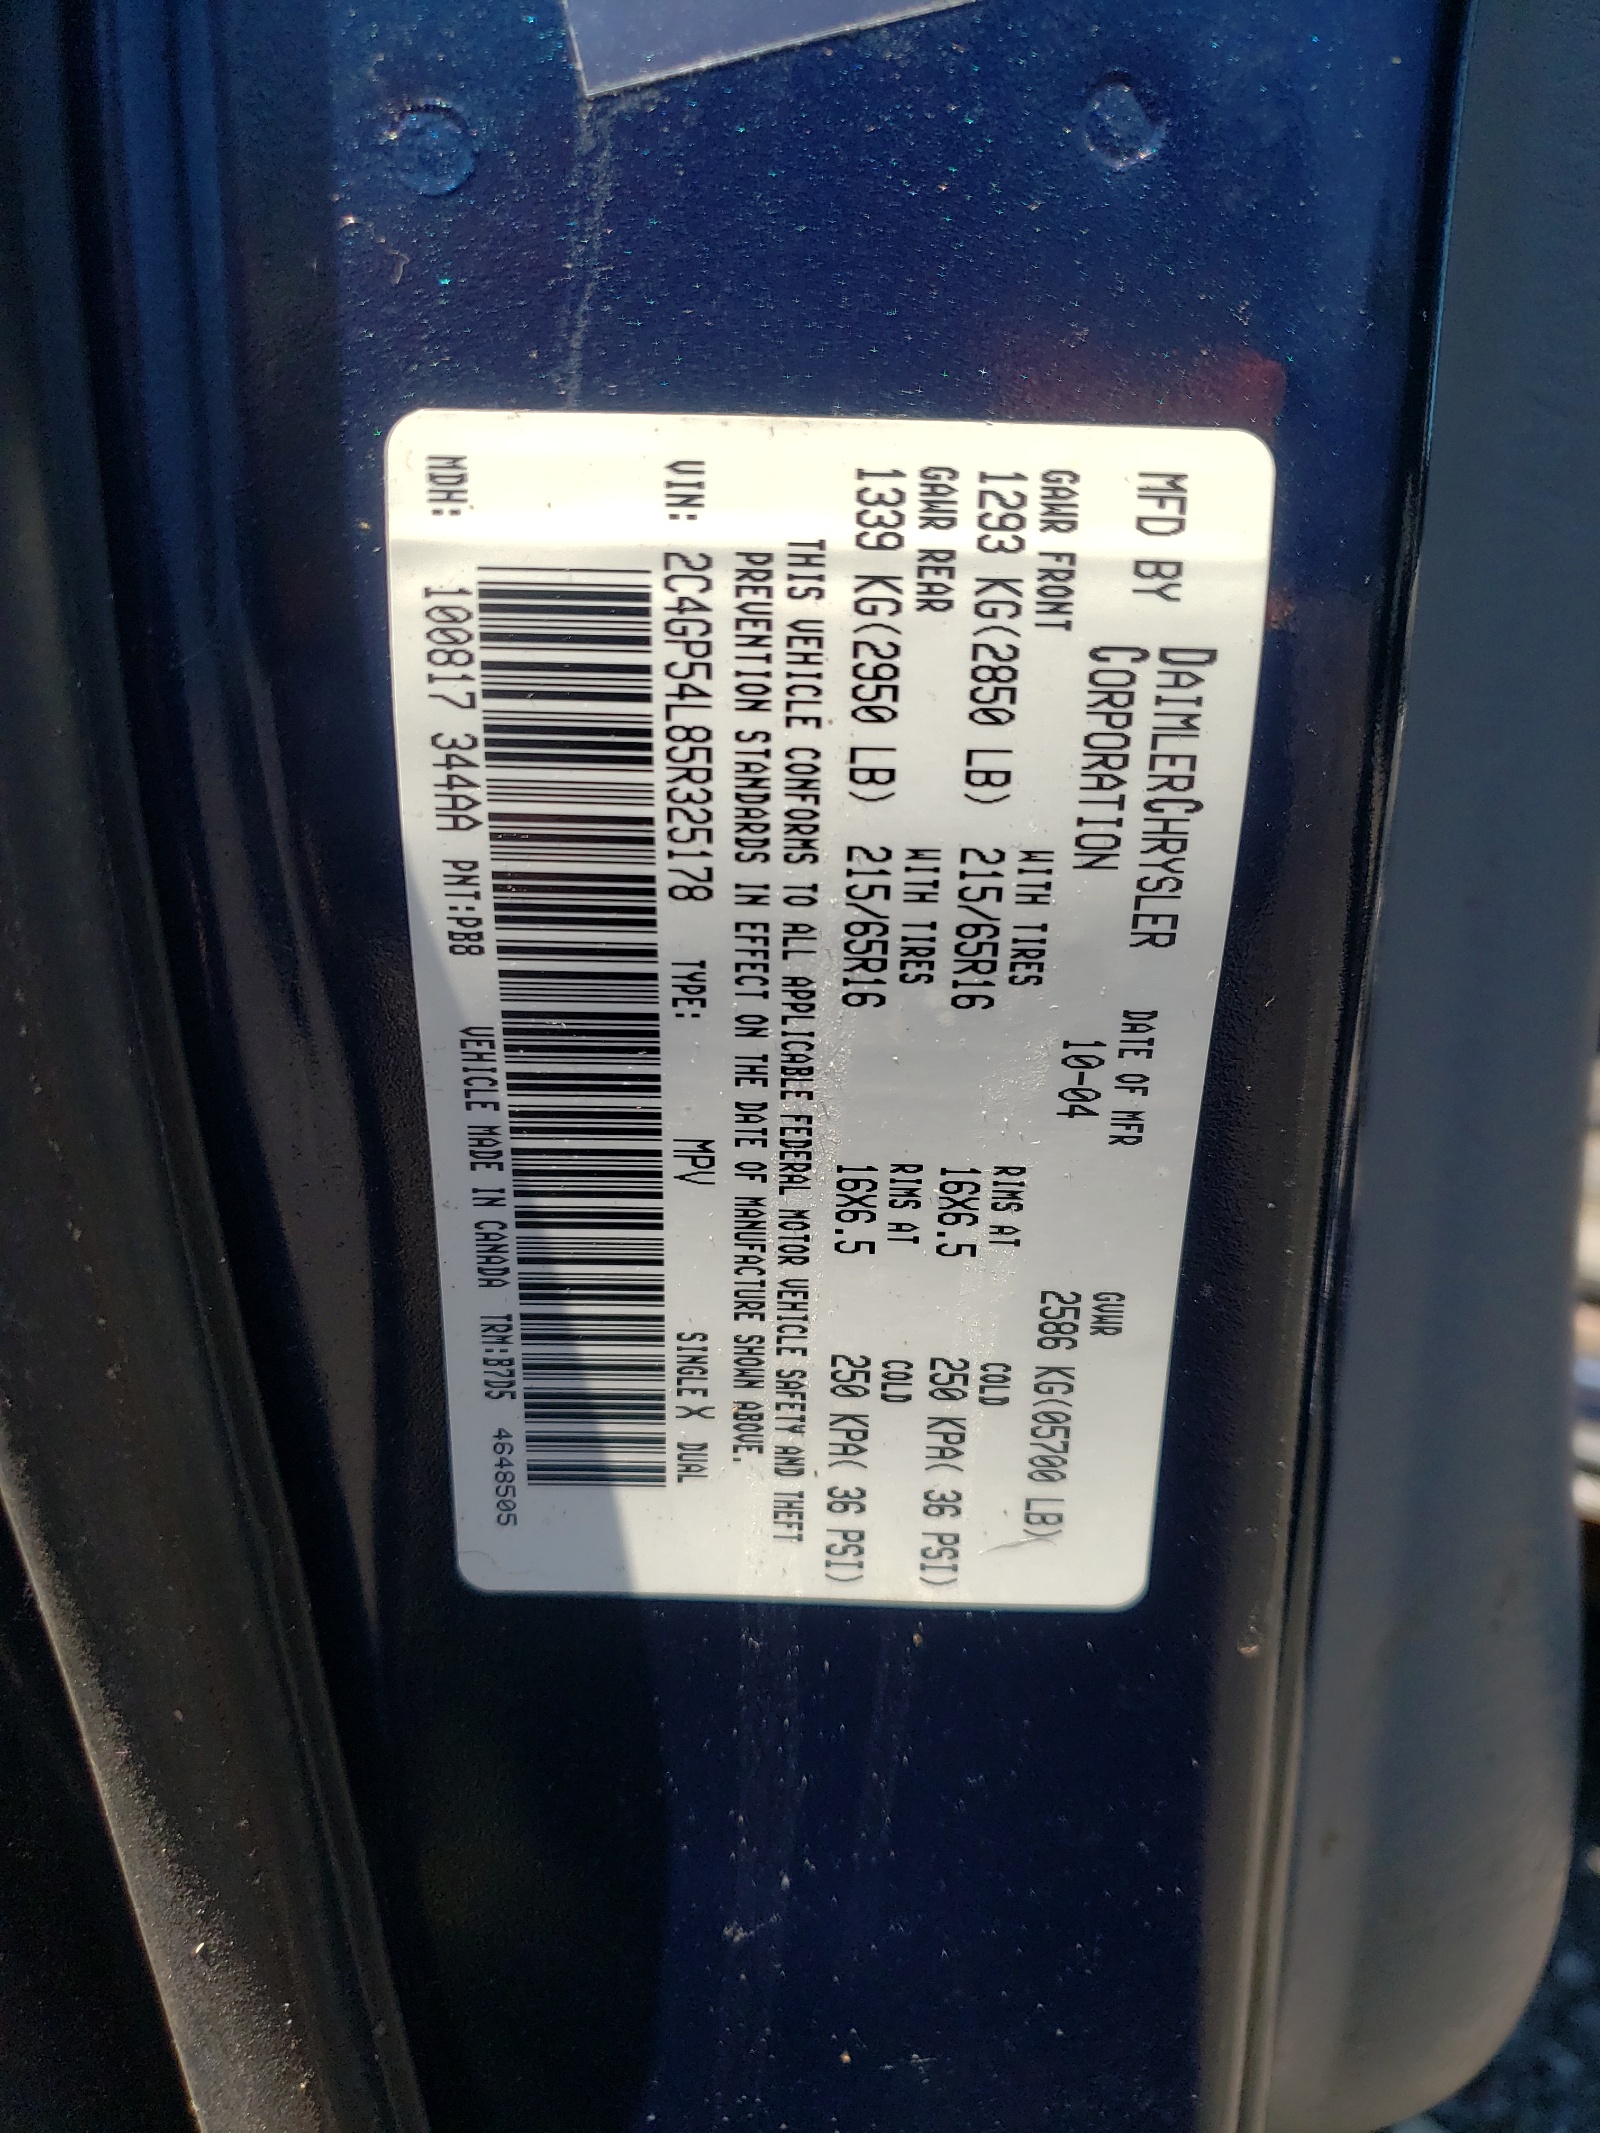 MFD BY DAIMLERCHRYSLER CORPORATION DATE OF MFR 10-04 GVWR 2586 KG(05700 LB)
GAWR FRONT WITH TIRES RIMS AT COLD
1293 KG(2850 LB) 215/65R16 16X6.5 250 KPA( 36 PSI)
GAWR REAR WITH TIRES RIMS AT COLD
1339 KG(2950 LB) 215/65R16 16X6.5 250 KPA( 36 PSI)
THIS VEHICLE CONFORMS TO ALL APPLICABLE FEDERAL MOTOR VEHICLE SAFETY AND THEFT
PREVENTION STANDARDS IN EFFECT ON THE DATE OF MANUFACTURE SHOWN ABOVE.
VIN: 2C4GP54L85R325178 TYPE: MPV SINGLE X DUAL
MDH: 100817 344AA PNT:PB8 VEHICLE MADE IN CANADA TRM:B7D5 4648505